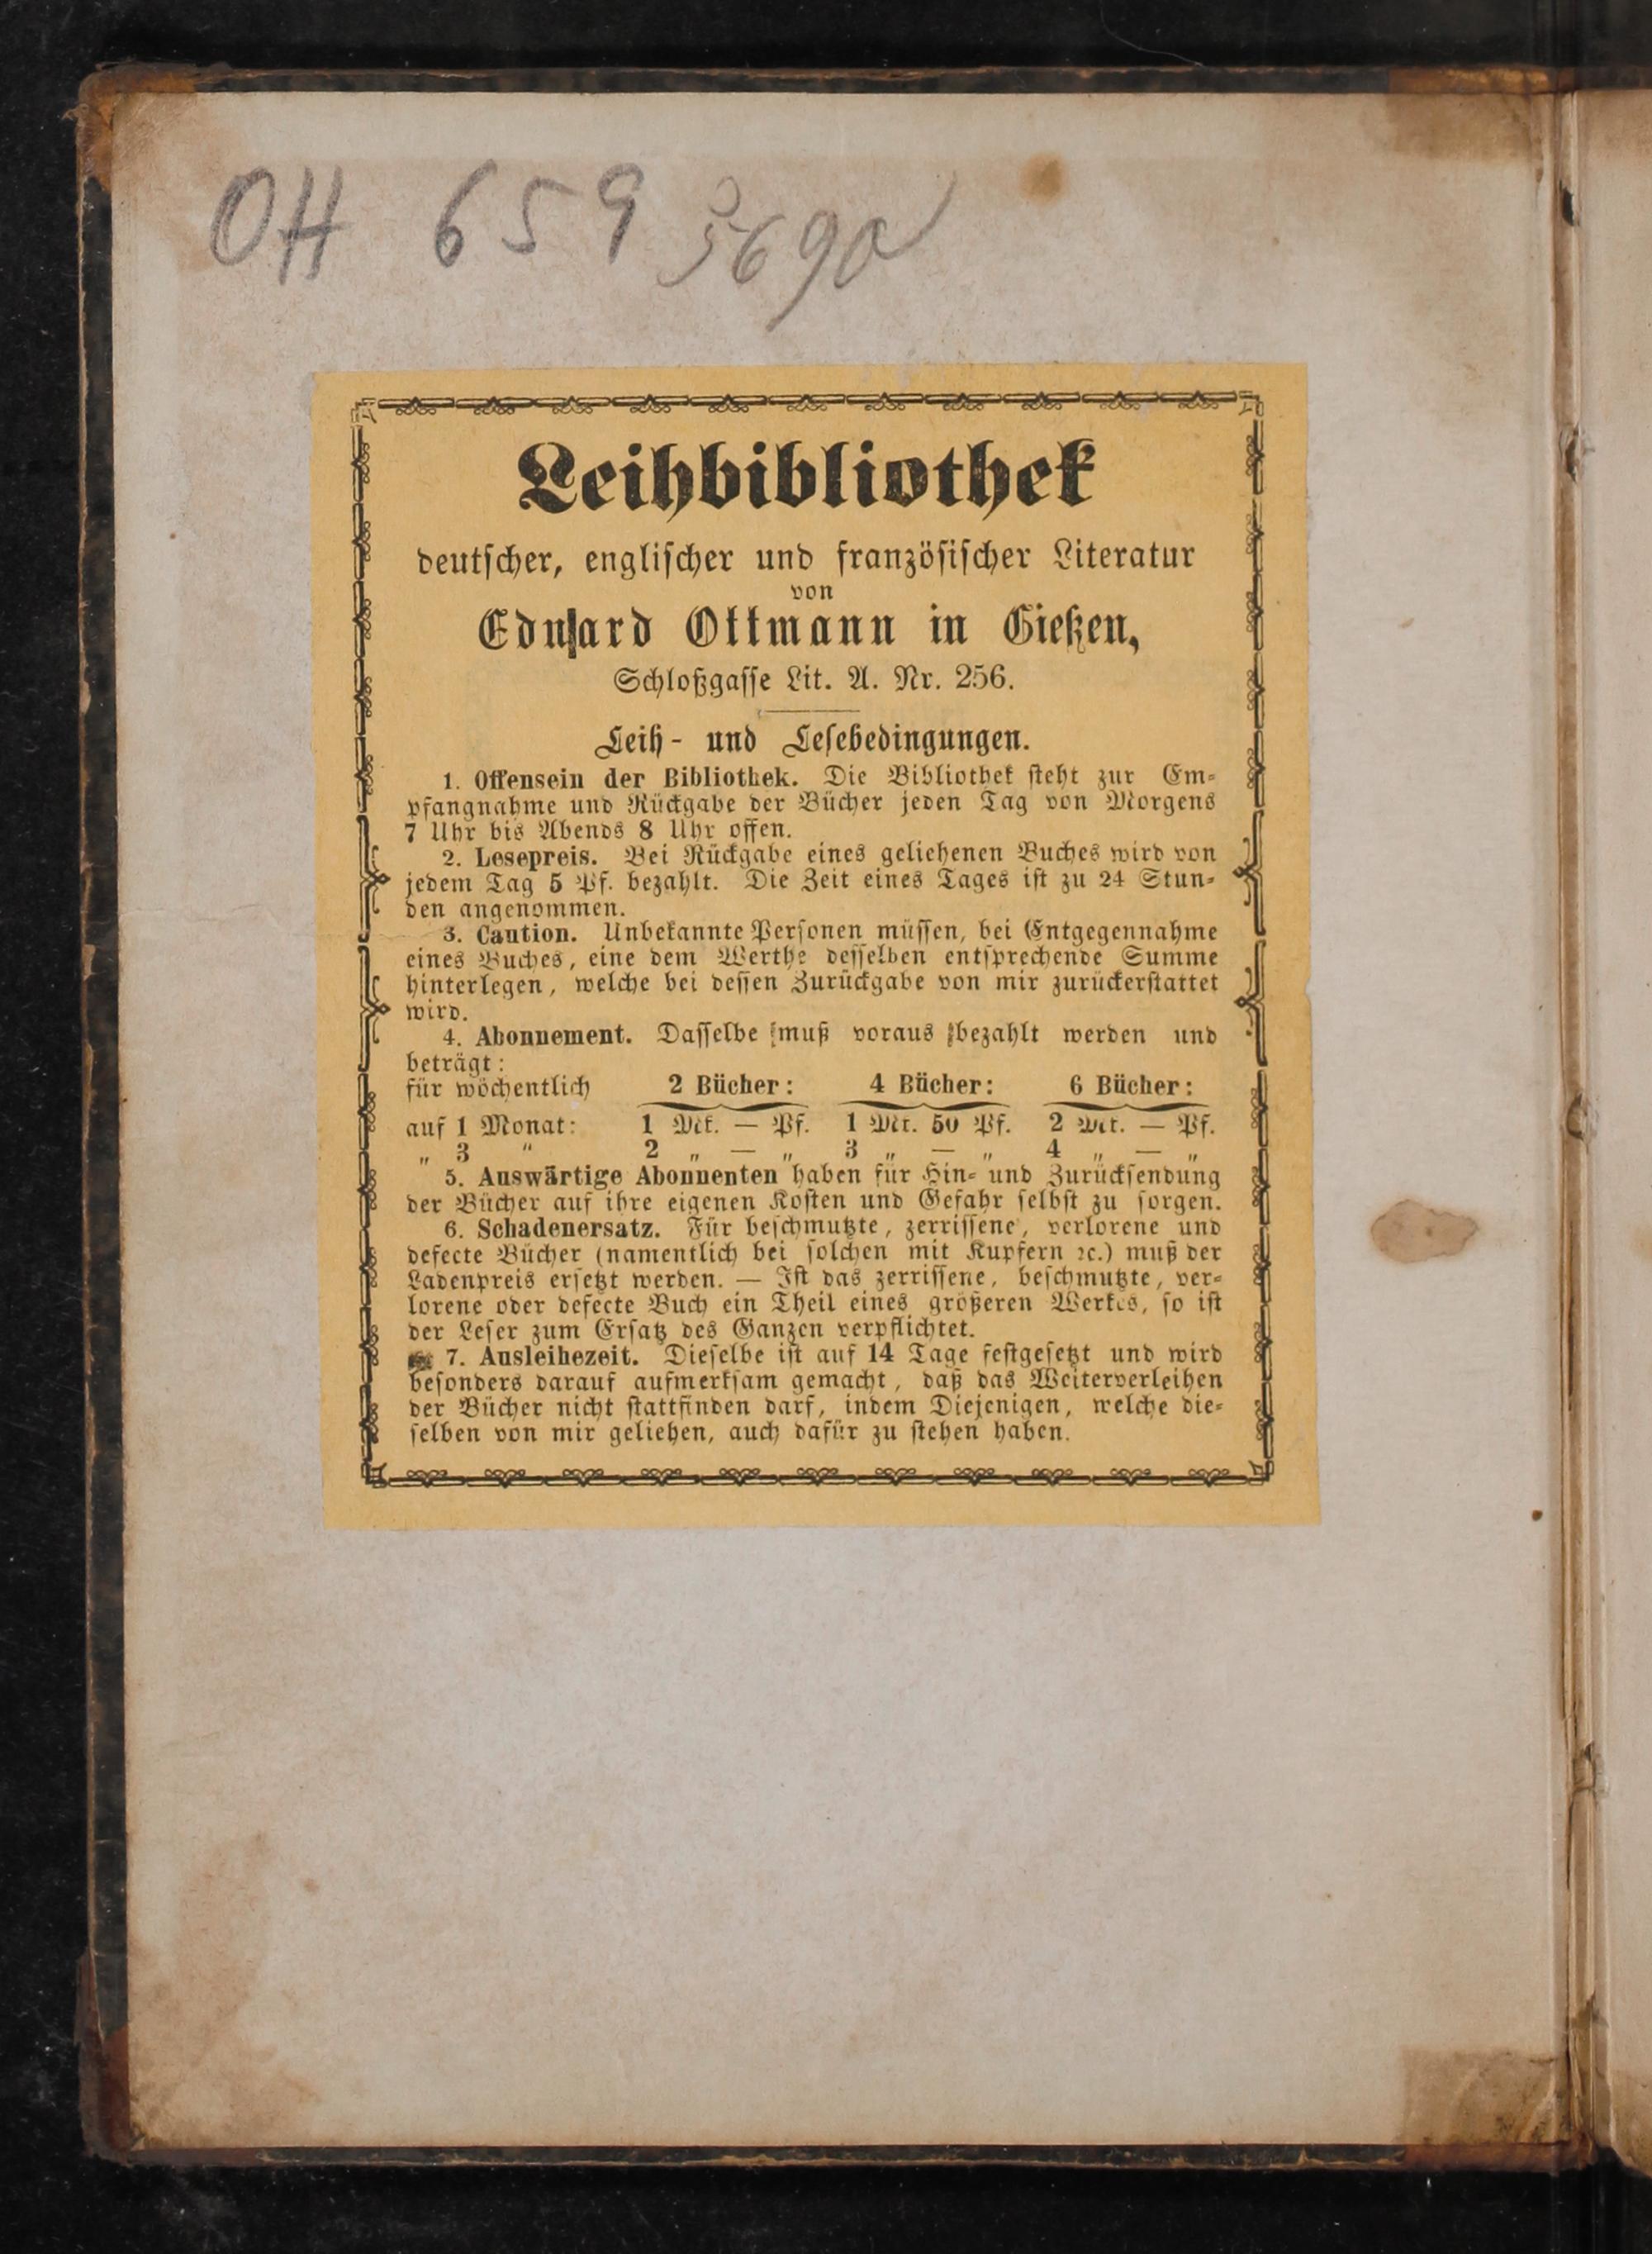 OH 659
Leihbibliothek
deutscher, englischer und französischer Literatur
von
Eduard Ottmann in Gießen,
Schloßgasse Lit. A. Nr. 256.
Leih- und Lesebedingungen.
1. Offensein der Bibliothek. Die Bibliothek steht zur Em-
pfangnahme und Rückgabe der Bücher jeden Tag von Morgens
7 Uhr bis Abends 8 Uhr offen.
2. Lesepreis. Bei Rückgabe eines geliehenen Buches wird von
jedem Tag 5 Pf. bezahlt. Die Zeit eines Tages ist zu 24 Stun-
den angenommen.
3. Caution. Unbekannte Personen müssen, bei Entgegennahme
eines Buches, eine dem Werthe desselben entsprechende Summe
hinterlegen, welche bei dessen Zurückgabe von mir zurückerstattet
wird.
4. Abonnement. Dasselbe muß voraus bezahlt werden und
beträgt:
für wöchentlich 2 Bücher: 4 Bücher: 6 Bücher:
auf 1 Monat: 1 Mk. — Pf. 1 Mk. 50 Pf. 2 Mk. — Pf.
„ 3 " 2 „ — „ 3 „ — „ 4 „ — „
5. Auswärtige Abonnenten haben für Hin- und Zurücksendung
der Bücher auf ihre eigenen Kosten und Gefahr selbst zu sorgen.
6. Schadenersatz. Für beschmutzte, zerrissene, verlorene und
defecte Bücher (namentlich bei solchen mit Kupfern ꝛc.) muß der
Ladenpreis ersetzt werden. — Ist das zerrissene, beschmutzte, ver-
lorene oder defecte Buch ein Theil eines größeren Werkes, so ist
der Leser zum Ersatz des Ganzen verpflichtet.
7. Ausleihezeit. Dieselbe ist auf 14 Tage festgesetzt und wird
besonders darauf aufmerksam gemacht, daß das Weiterverleihen
der Bücher nicht stattfinden darf, indem Diejenigen, welche die-
selben von mir geliehen, auch dafür zu stehen haben.